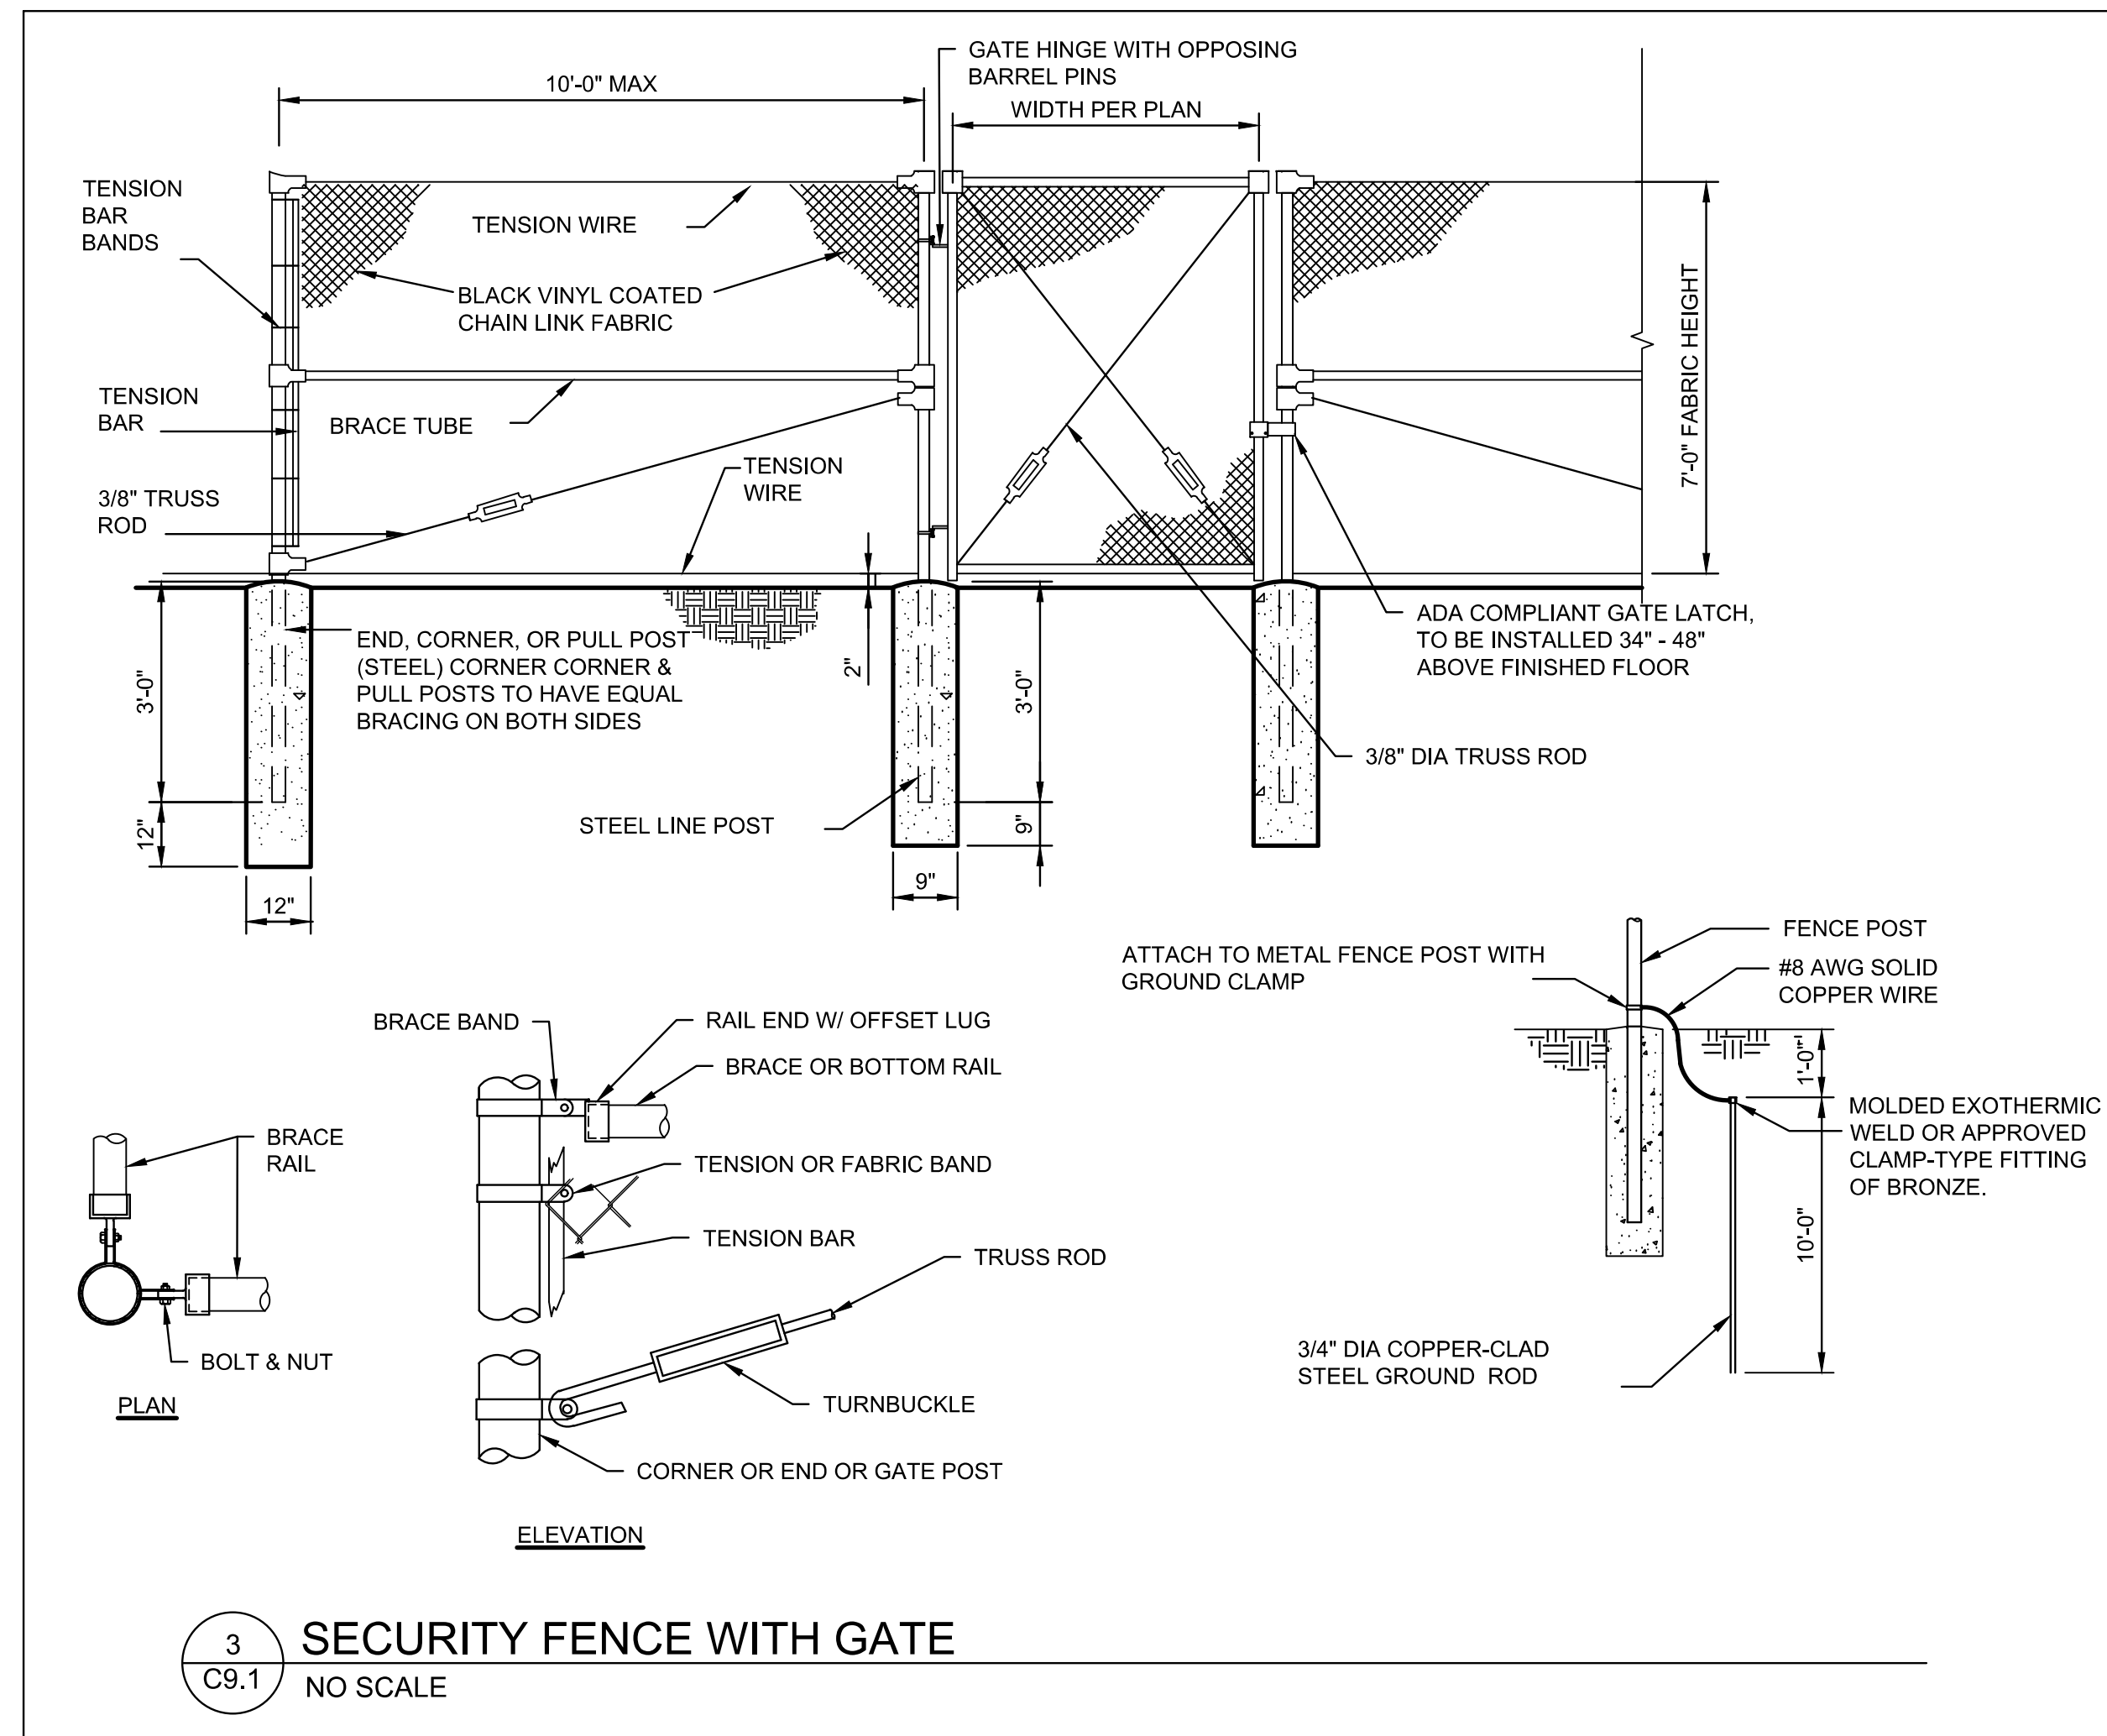 GATE HINGE WITH OPPOSING
BARREL PINS
10'-0" MAX
WIDTH PER PLAN
TENSION
BAR
BANDS
TENSION WIRE
BLACK VINYL COATED
CHAIN LINK FABRIC
7'-0" FABRIC HEIGHT
TENSION
BAR
BRACE TUBE
TENSION
WIRE
3/8" TRUSS
ROD
END, CORNER, OR PULL POST
(STEEL) CORNER CORNER &
PULL POSTS TO HAVE EQUAL
BRACING ON BOTH SIDES
2"
3'-0"
3'-0"
ADA COMPLIANT GATE LATCH,
TO BE INSTALLED 34" - 48"
ABOVE FINISHED FLOOR
3/8" DIA TRUSS ROD
12"
STEEL LINE POST
9"
12"
9"
ATTACH TO METAL FENCE POST WITH
GROUND CLAMP
FENCE POST
#8 AWG SOLID
COPPER WIRE
1'-0"
MOLDED EXOTHERMIC
WELD OR APPROVED
CLAMP-TYPE FITTING
OF BRONZE.
10'-0"
3/4" DIA COPPER-CLAD
STEEL GROUND ROD
BRACE BAND
RAIL END W/ OFFSET LUG
BRACE OR BOTTOM RAIL
TENSION OR FABRIC BAND
TENSION BAR
TRUSS ROD
TURNBUCKLE
CORNER OR END OR GATE POST
ELEVATION
BRACE
RAIL
BOLT & NUT
PLAN
3
C9.1
SECURITY FENCE WITH GATE
NO SCALE